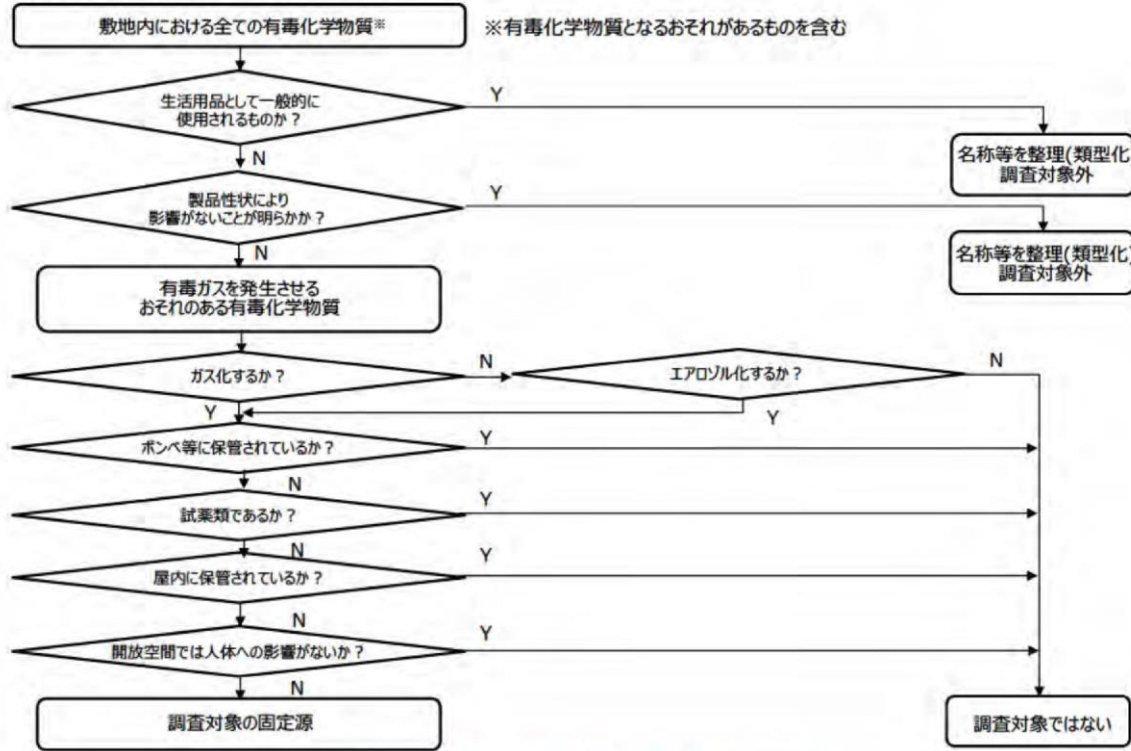 敷地内における全ての有毒化学物質※
※有毒化学物質となるおそれがあるものを含む
生活用品として一般的に
使用されるものか？
Y
N
名称等を整理(類型化
調査対象外
製品性状により
影響がないことが明らかか？
Y
N
名称等を整理(類型化)
調査対象外
有毒ガスを発生させる
おそれのある有毒化学物質
ガス化するか？
N
エアロゾル化するか？
N
Y
Y
ボンベ等に保管されているか？
Y
N
試薬類であるか？
Y
N
屋内に保管されているか？
Y
N
開放空間では人体への影響がないか？
Y
N
調査対象の固定源
調査対象ではない